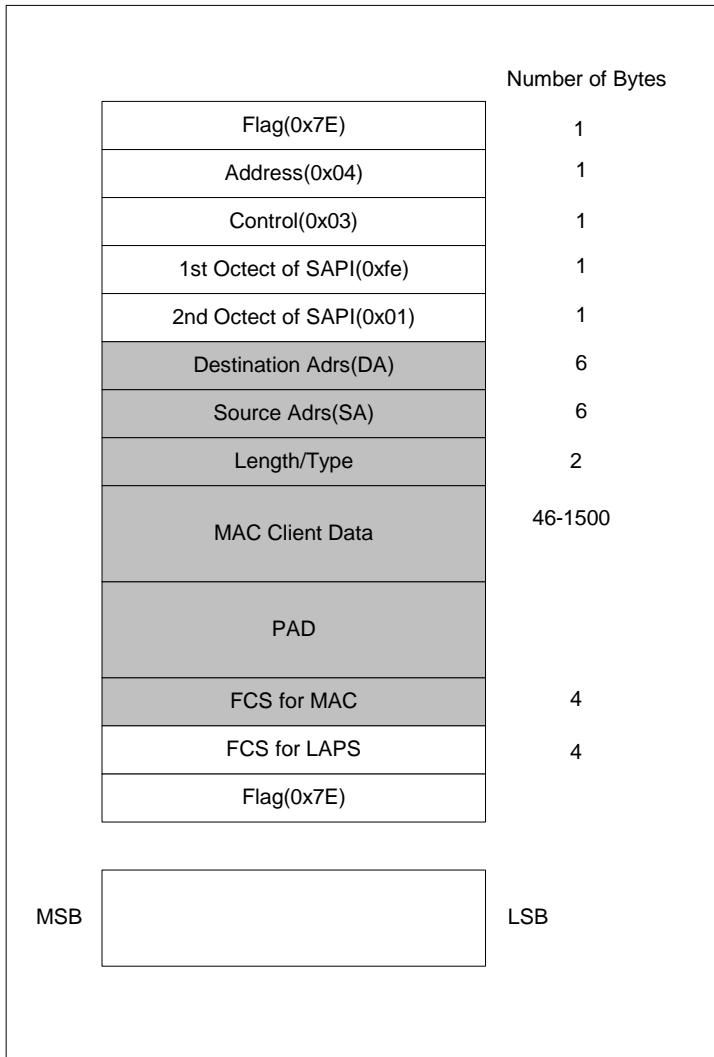 Number of Bytes
Flag(0x7E) 1
Address(0x04) 1
Control(0x03) 1
1st Octect of SAPI(0xfe) 1
2nd Octect of SAPI(0x01) 1
Destination Adrs(DA) 6
Source Adrs(SA) 6
Length/Type 2
MAC Client Data 46-1500
PAD
FCS for MAC 4
FCS for LAPS 4
Flag(0x7E)
MSB LSB